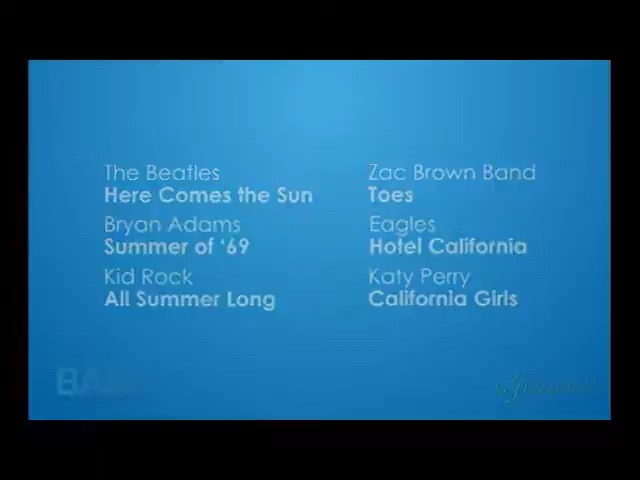 The Beatles
Here Comes the Sun
Bryan Adams
Summer of ‘69
Kid Rock
All Summer Long
Zac Brown Band
Toes
Eagles
Hotel California
Katy Perry
California Girls